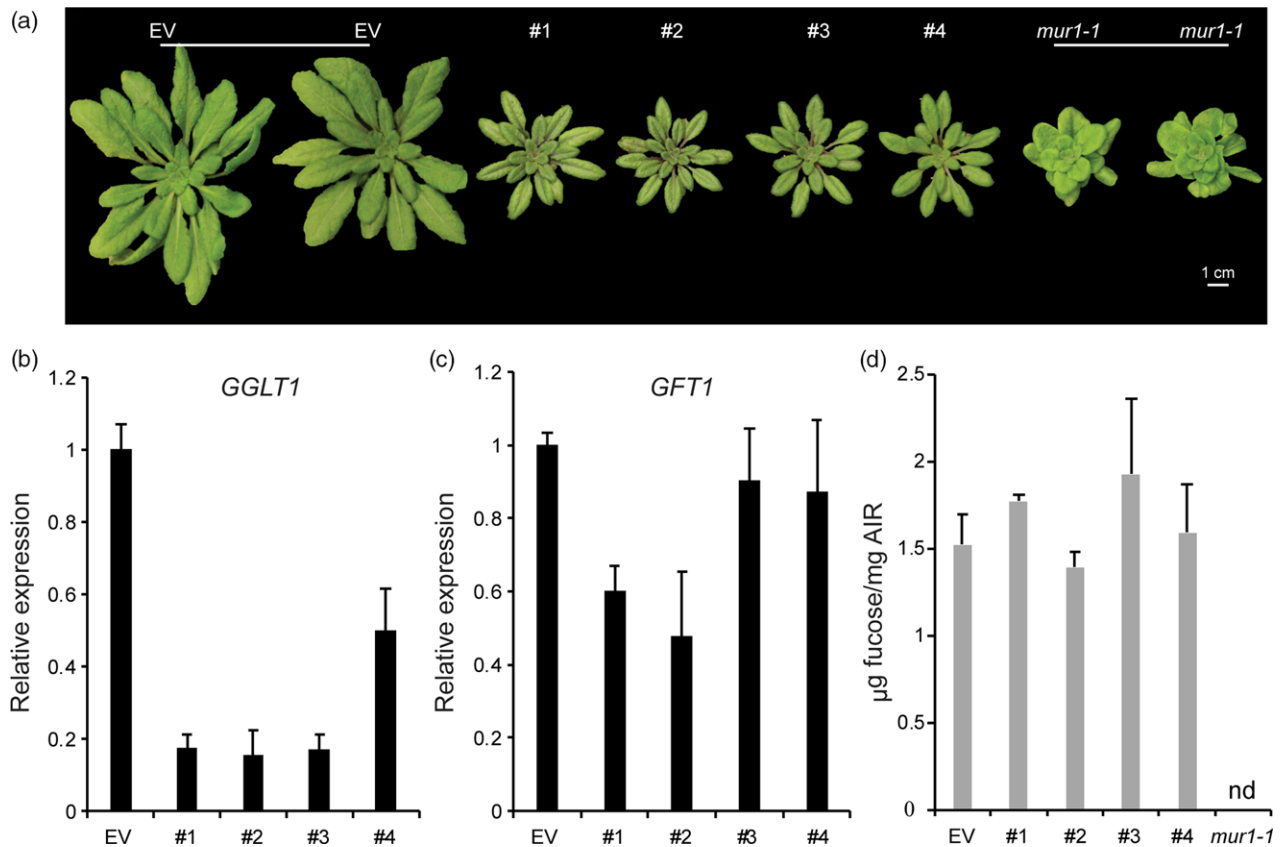 (a)
EV EV #1 #2 #3 #4 mur1-1 mur1-1
1 cm
(b)
GGLT1
Relative expression
1.2
1
0.8
0.6
0.4
0.2
0
EV #1 #2 #3 #4
(c)
GFT1
Relative expression
1.2
1
0.8
0.6
0.4
0.2
0
EV #1 #2 #3 #4
(d)
µg fucose/mg AIR
2.5
2
1.5
1
0.5
0
nd
EV #1 #2 #3 #4 mur1-1